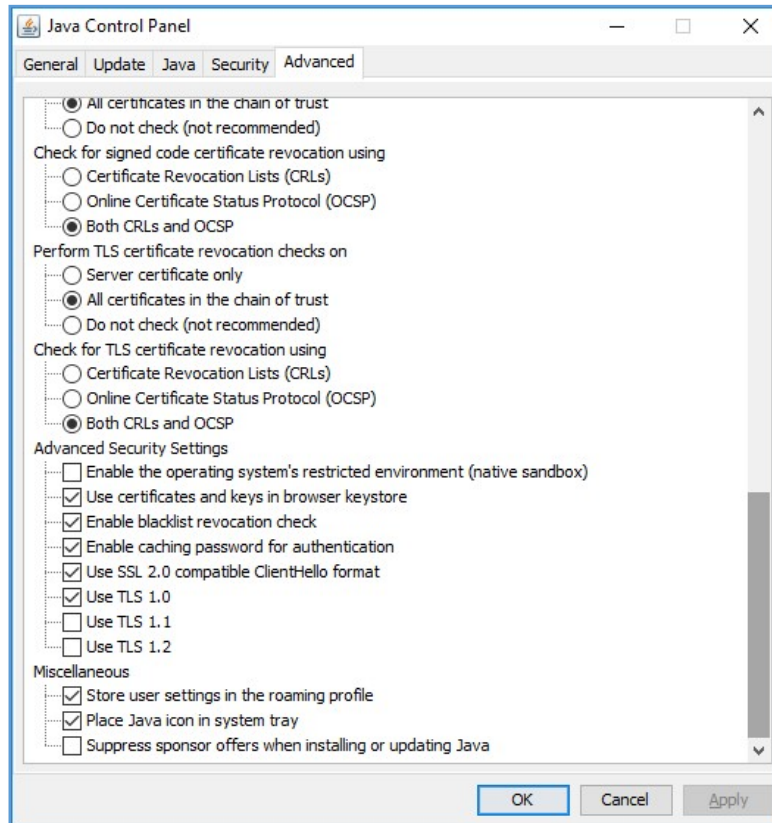 Java Control Panel
General Update Java Security Advanced
All certificates in the chain of trust
Do not check (not recommended)
Check for signed code certificate revocation using
Certificate Revocation Lists (CRLs)
Online Certificate Status Protocol (OCSP)
Both CRLs and OCSP
Perform TLS certificate revocation checks on
Server certificate only
All certificates in the chain of trust
Do not check (not recommended)
Check for TLS certificate revocation using
Certificate Revocation Lists (CRLs)
Online Certificate Status Protocol (OCSP)
Both CRLs and OCSP
Advanced Security Settings
Enable the operating system's restricted environment (native sandbox)
Use certificates and keys in browser keystore
Enable blacklist revocation check
Enable caching password for authentication
Use SSL 2.0 compatible ClientHello format
Use TLS 1.0
Use TLS 1.1
Use TLS 1.2
Miscellaneous
Store user settings in the roaming profile
Place Java icon in system tray
Suppress sponsor offers when installing or updating Java
OK Cancel Apply